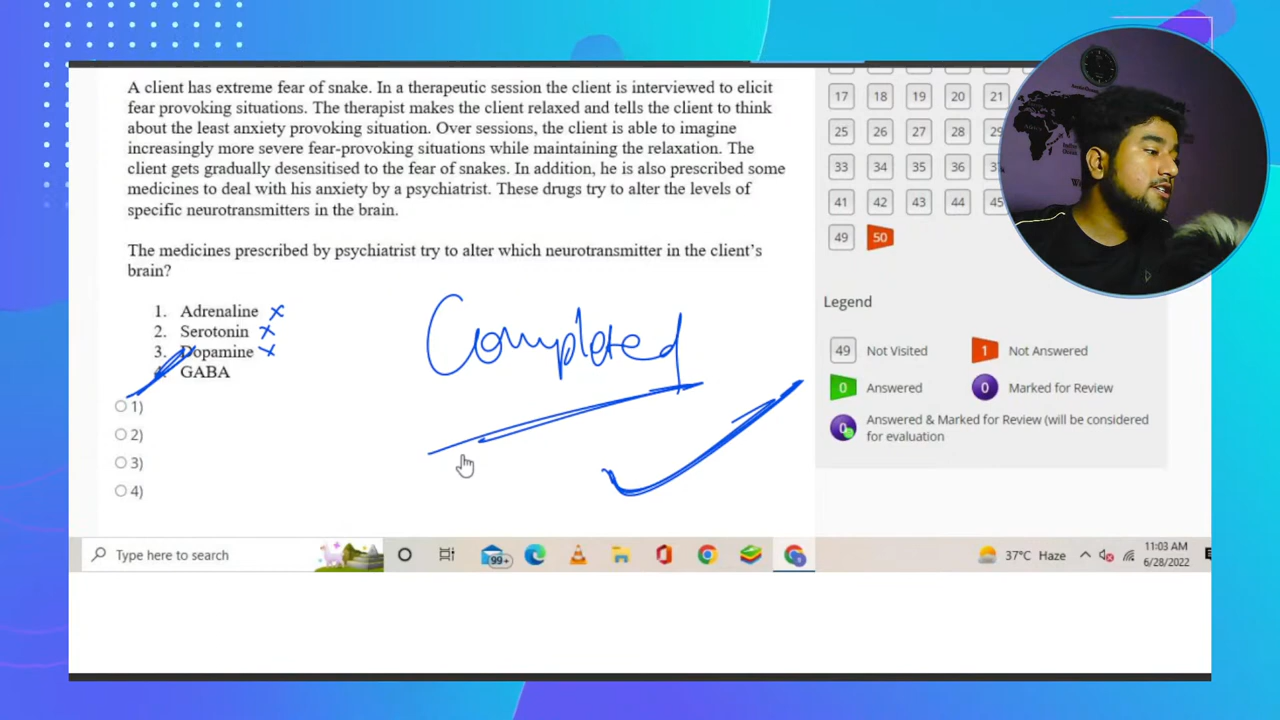 A client has extreme fear of snake. In a therapeutic session the client is interviewed to elicit
fear provoking situations. The therapist makes the client relaxed and tells the client to think
about the least anxiety provoking situation. Over sessions, the client is able to imagine
increasingly more severe fear-provoking situations while maintaining the relaxation. The
client gets gradually desensitised to the fear of snakes. In addition, he is also prescribed some
medicines to deal with his anxiety by a psychiatrist. These drugs try to alter the levels of
specific neurotransmitters in the brain.
The medicines prescribed by psychiatrist try to alter which neurotransmitter in the client's
brain?
1. Adrenaline x
2. Serotonin x
3. Dopamine x
4. GABA
Completed
1)
2)
3)
4)
17 18 19 20 21
25 26 27 28 29
33 34 35 36
41 42 43 44 45
49 50
Legend
49 Not Visited 1 Not Answered
0 Answered 0 Marked for Review
0 Answered & Marked for Review (will be considered
for evaluation
Type here to search
99+
37°C Haze
11:03 AM
6/28/2022